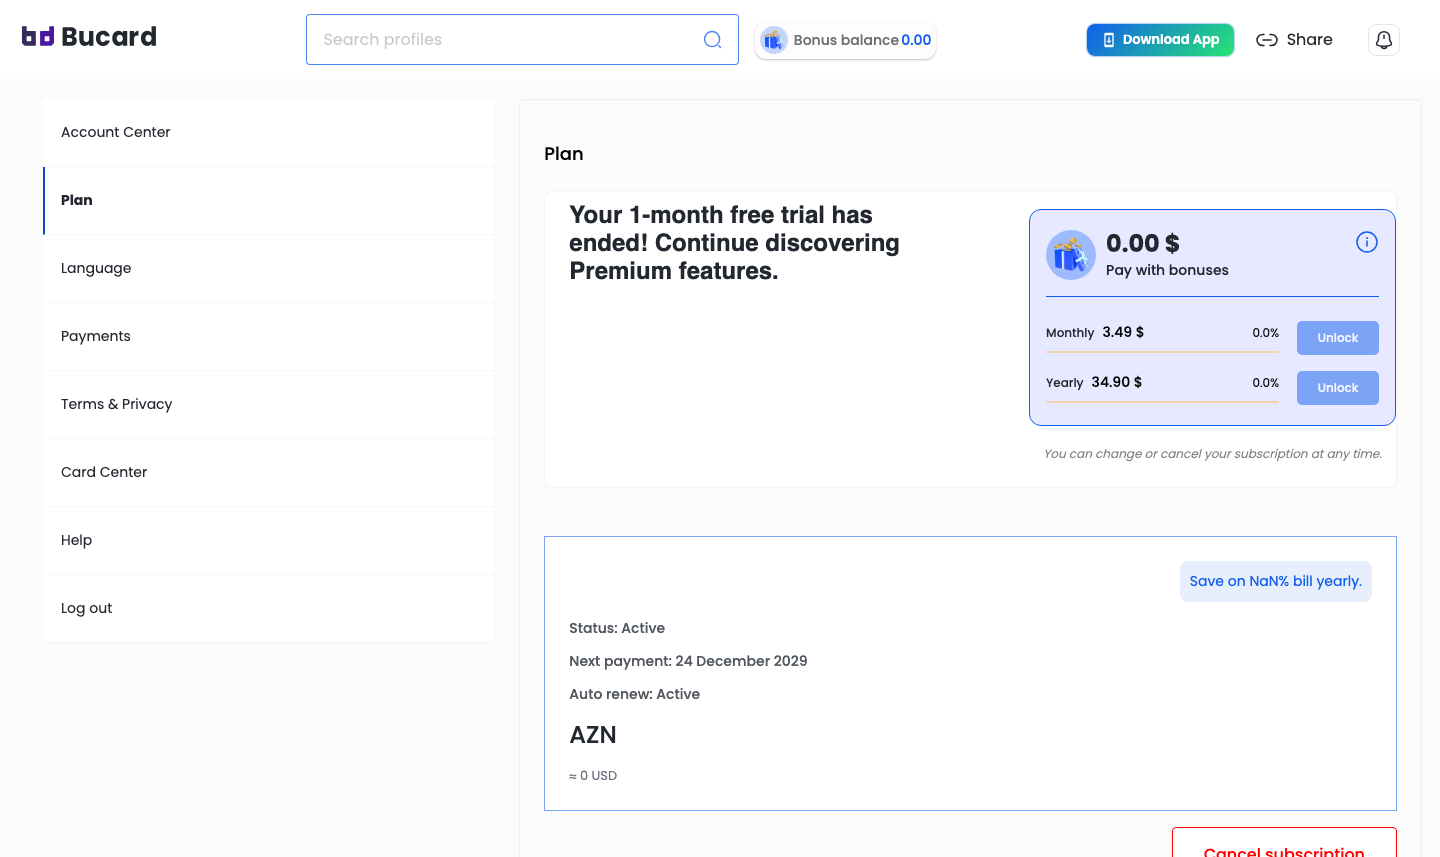 Bucard
Search profiles
Bonus balance 0.00
Download App
Share
Account Center
Plan
Language
Payments
Terms & Privacy
Card Center
Help
Log out
Plan
Your 1-month free trial has
ended! Continue discovering
Premium features.
0.00 $
Pay with bonuses
Monthly 3.49 $ 0.0% Unlock
Yearly 34.90 $ 0.0% Unlock
You can change or cancel your subscription at any time.
Save on NaN% bill yearly.
Status: Active
Next payment: 24 December 2029
Auto renew: Active
AZN
≈ 0 USD
Cancel subscription